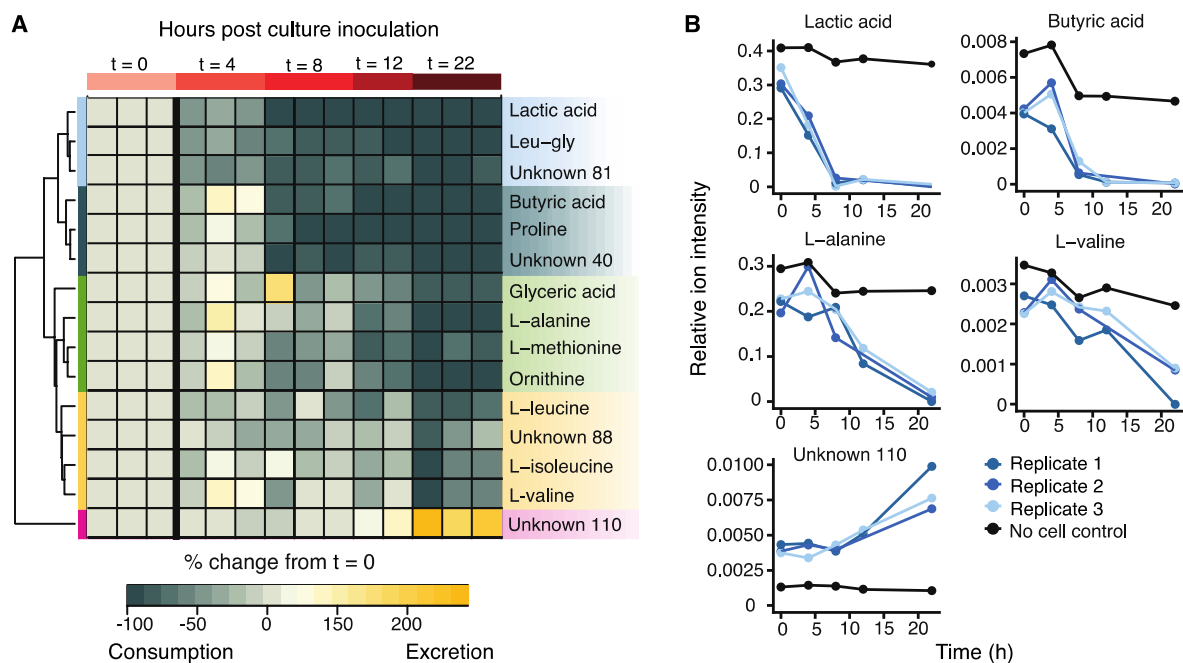 A
Hours post culture inoculation
t = 0
t = 4
t = 8
t = 12
t = 22
Lactic acid
Leu-gly
Unknown 81
Butyric acid
Proline
Unknown 40
Glyceric acid
L−alanine
L−methionine
Ornithine
L−leucine
Unknown 88
L−isoleucine
L−valine
Unknown 110
% change from t = 0
-100 -50 0 150 200
Consumption Excretion
B
Relative ion intensity
Lactic acid
0.4
0.3
0.2
0.1
0
0 5 10 15 20
Butyric acid
0.008
0.006
0.004
0.002
0
0 5 10 15 20
L−alanine
0.3
0.2
0.1
0
0 5 10 15 20
L−valine
0.003
0.002
0.001
0
0 5 10 15 20
Unknown 110
0.0100
0.0075
0.0050
0.0025
0
0 5 10 15 20
Replicate 1
Replicate 2
Replicate 3
No cell control
Time (h)